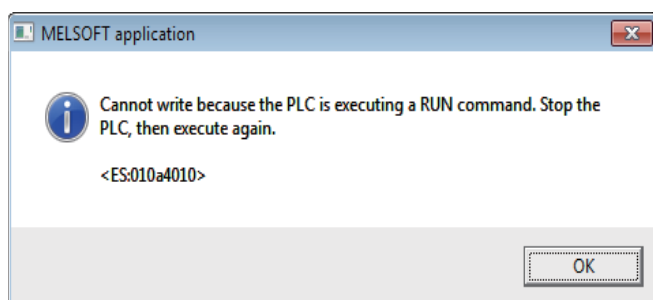 MELSOFT application
Cannot write because the PLC is executing a RUN command. Stop the
PLC, then execute again.
<ES:010a4010>
OK